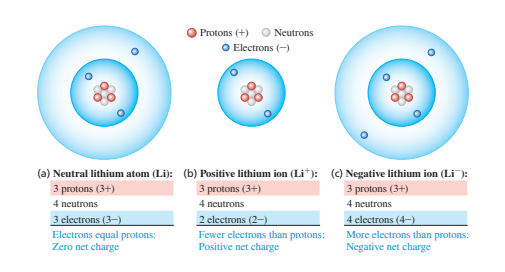 Protons (+) Neutrons
Electrons (−)
(a) Neutral lithium atom (Li):
3 protons (3+)
4 neutrons
3 electrons (3−)
Electrons equal protons:
Zero net charge
(b) Positive lithium ion (Li⁺):
3 protons (3+)
4 neutrons
2 electrons (2−)
Fewer electrons than protons:
Positive net charge
(c) Negative lithium ion (Li⁻):
3 protons (3+)
4 neutrons
4 electrons (4−)
More electrons than protons:
Negative net charge